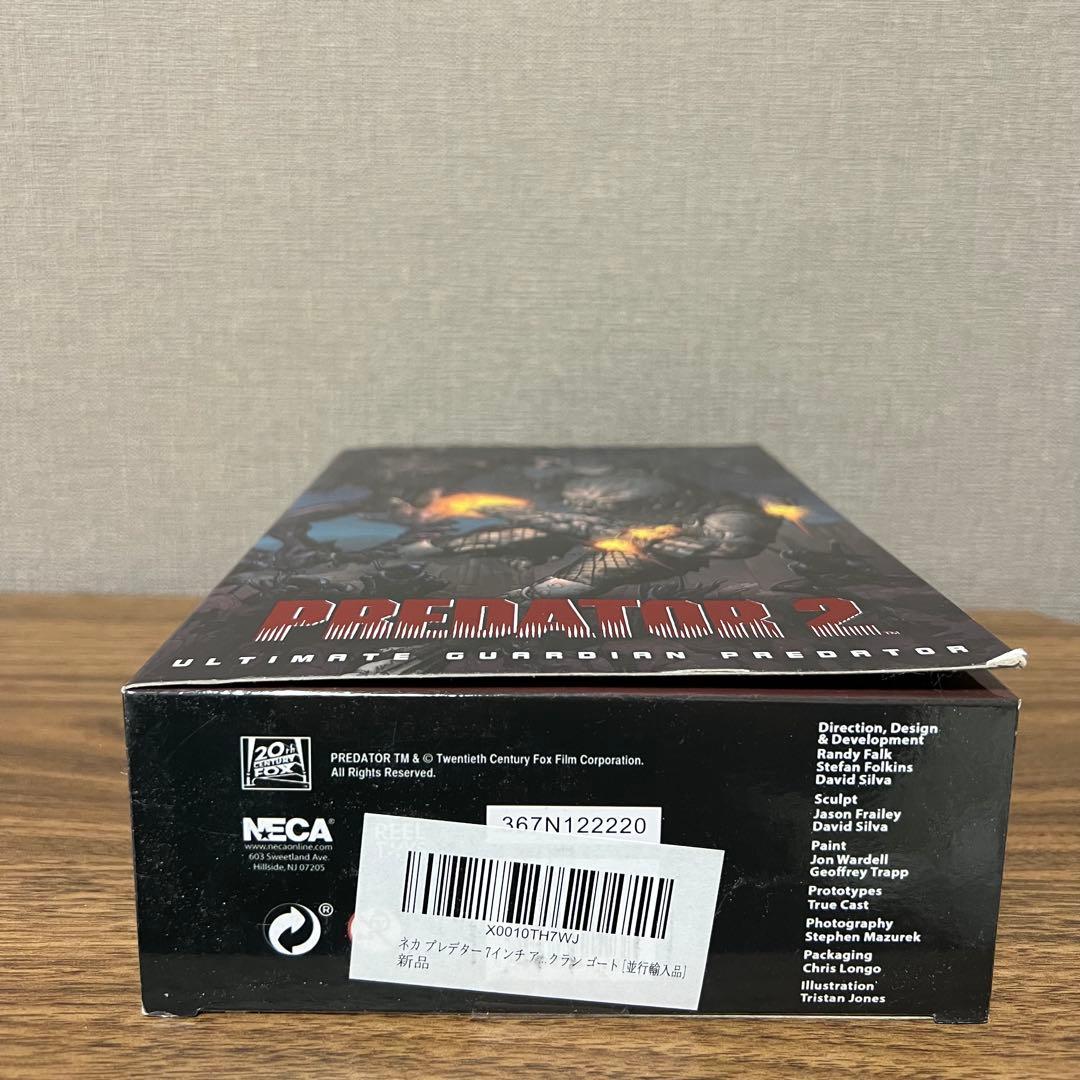 PREDATOR 2
TM
ULTIMATE GUARDIAN PREDATOR
20th
CENTURY
FOX
PREDATOR TM & © Twentieth Century Fox Film Corporation.
All Rights Reserved.
NECA®
www.necaonline.com
603 Sweetland Ave.
Hillside, NJ 07205
REEL
367N122220
X0010TH7WJ
ネカ プレデター 7インチ ア...クラン ゴート [並行輸入品]
新品
®
Direction, Design
& Development
Randy Falk
Stefan Folkins
David Silva
Sculpt
Jason Frailey
David Silva
Paint
Jon Wardell
Geoffrey Trapp
Prototypes
True Cast
Photography
Stephen Mazurek
Packaging
Chris Longo
Illustration
Tristan Jones